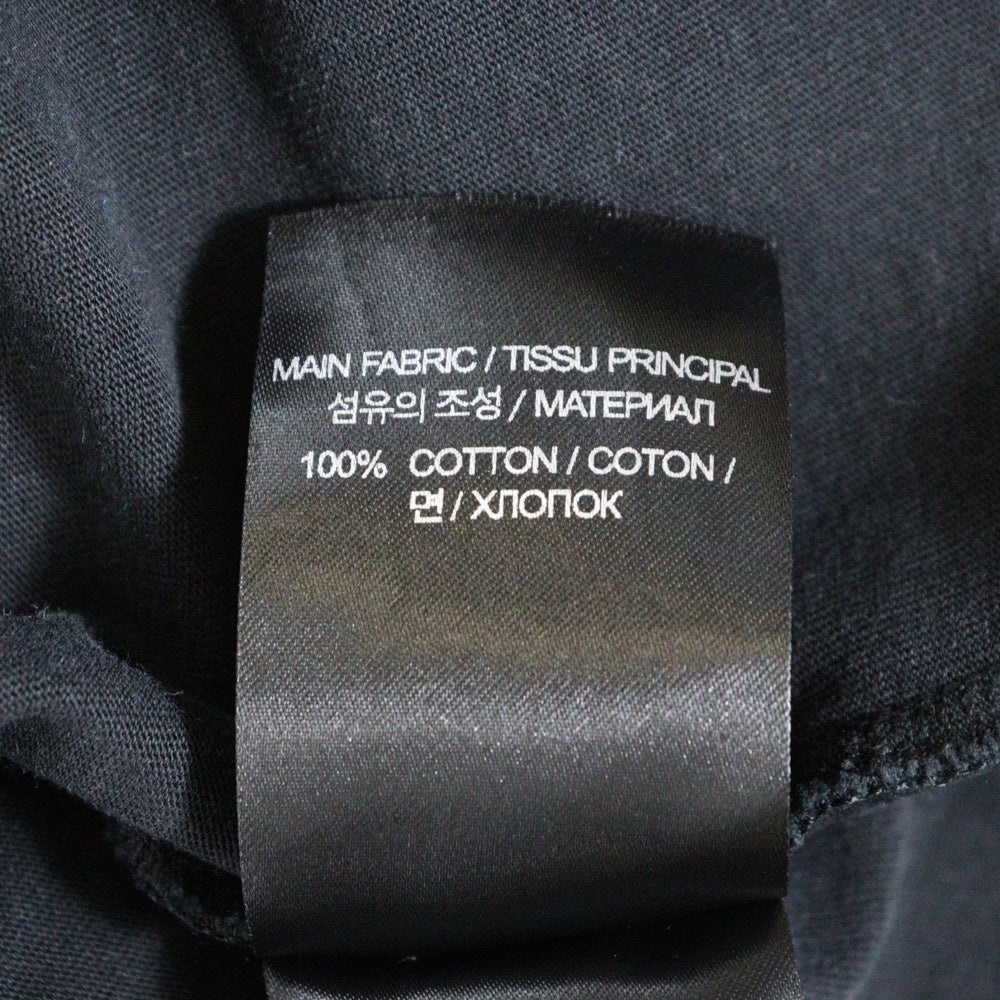 MAIN FABRIC / TISSU PRINCIPAL
섬유의 조성 / МАТЕРИАЛ
100% COTTON / COTON /
면 / ХЛОПОК